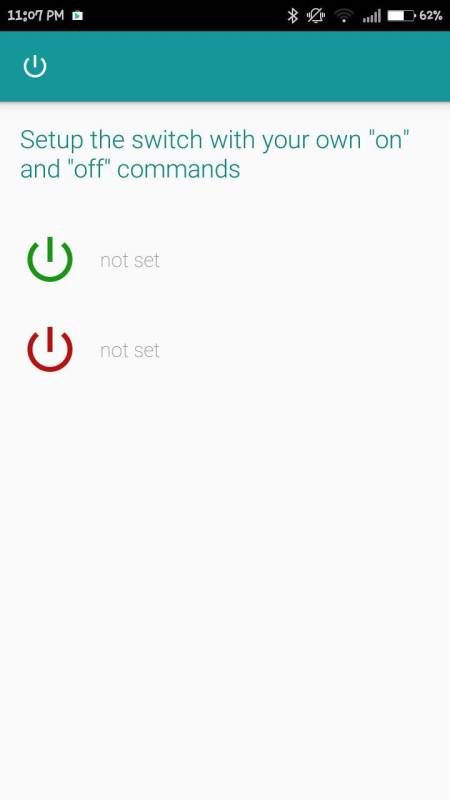 11:07 PM 62%
Setup the switch with your own "on"
and "off" commands
not set
not set